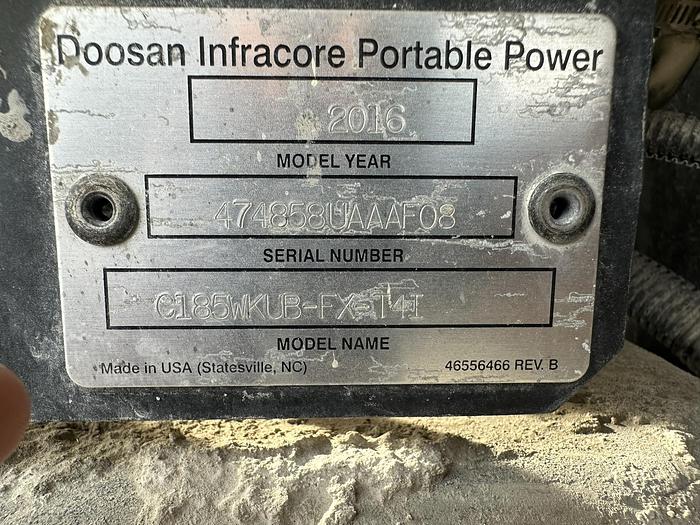 Doosan Infracore Portable Power
2016
MODEL YEAR
474858UAAAF08
SERIAL NUMBER
C185WKUB-FX-T4I
MODEL NAME
Made in USA (Statesville, NC)
46556466 REV. B